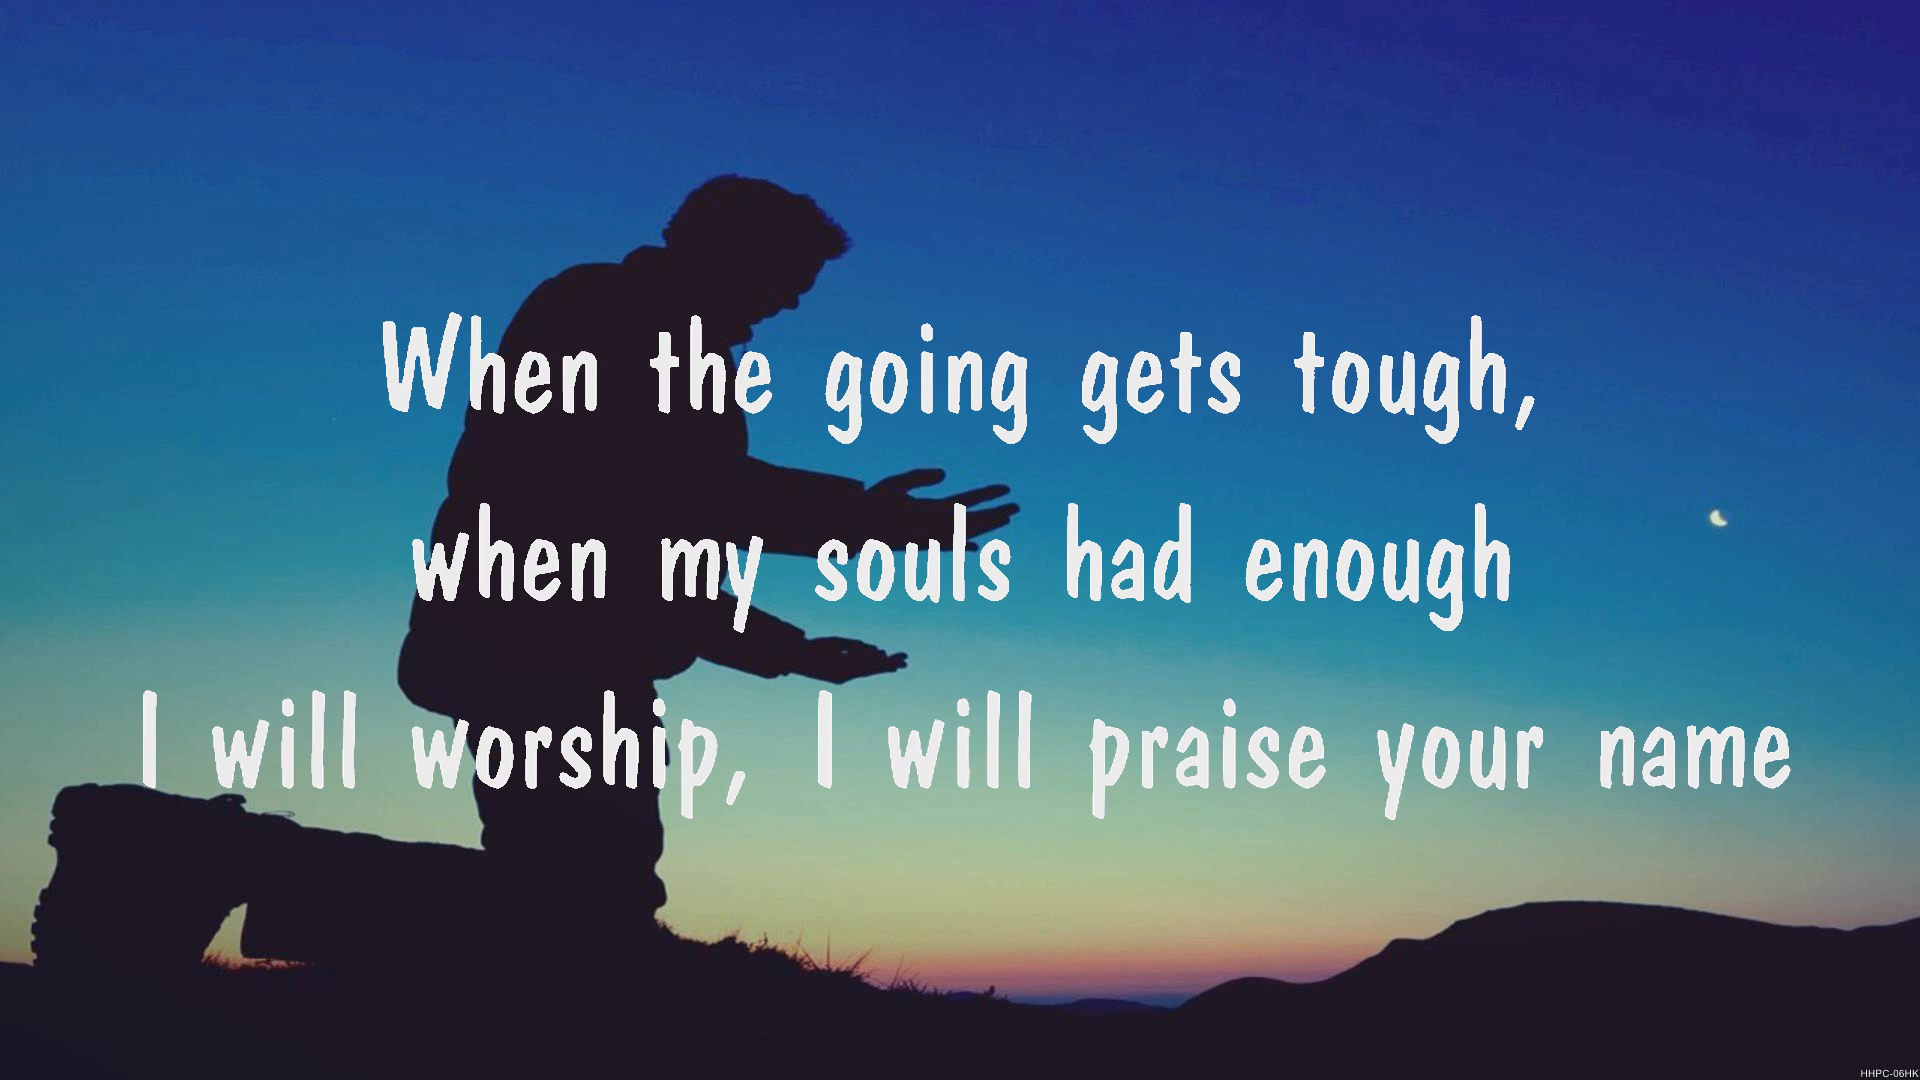 When the going gets tough,
when my souls had enough
I will worship, I will praise your name
HHPC-06HK